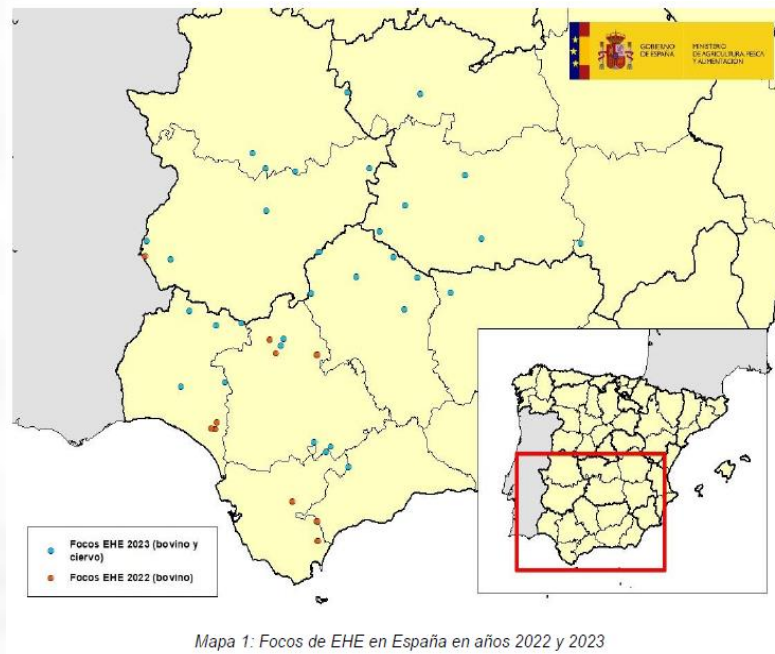 GOBIERNO
DE ESPAÑA
MINISTERIO
DE AGRICULTURA, PESCA
Y ALIMENTACIÓN
Focos EHE 2023 (bovino y
ciervo)
Focos EHE 2022 (bovino)
Mapa 1: Focos de EHE en España en años 2022 y 2023